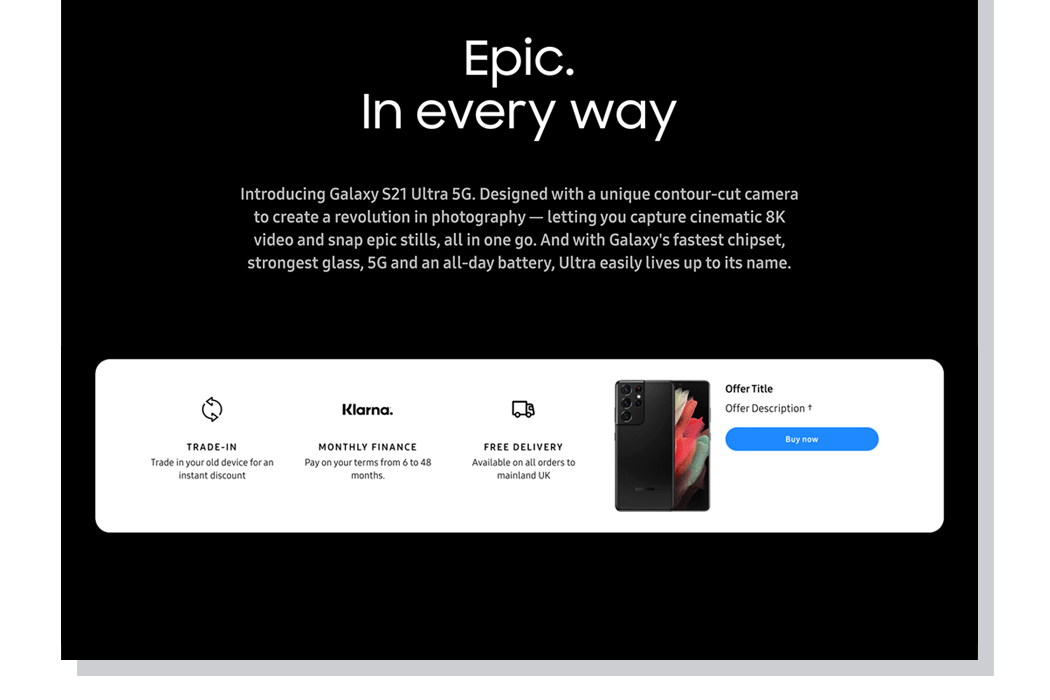 Epic.
In every way
Introducing Galaxy S21 Ultra 5G. Designed with a unique contour-cut camera
to create a revolution in photography — letting you capture cinematic 8K
video and snap epic stills, all in one go. And with Galaxy's fastest chipset,
strongest glass, 5G and an all-day battery, Ultra easily lives up to its name.
TRADE-IN
Trade in your old device for an
instant discount
Klarna.
MONTHLY FINANCE
Pay on your terms from 6 to 48
months.
FREE DELIVERY
Available on all orders to
mainland UK
Offer Title
Offer Description †
Buy now